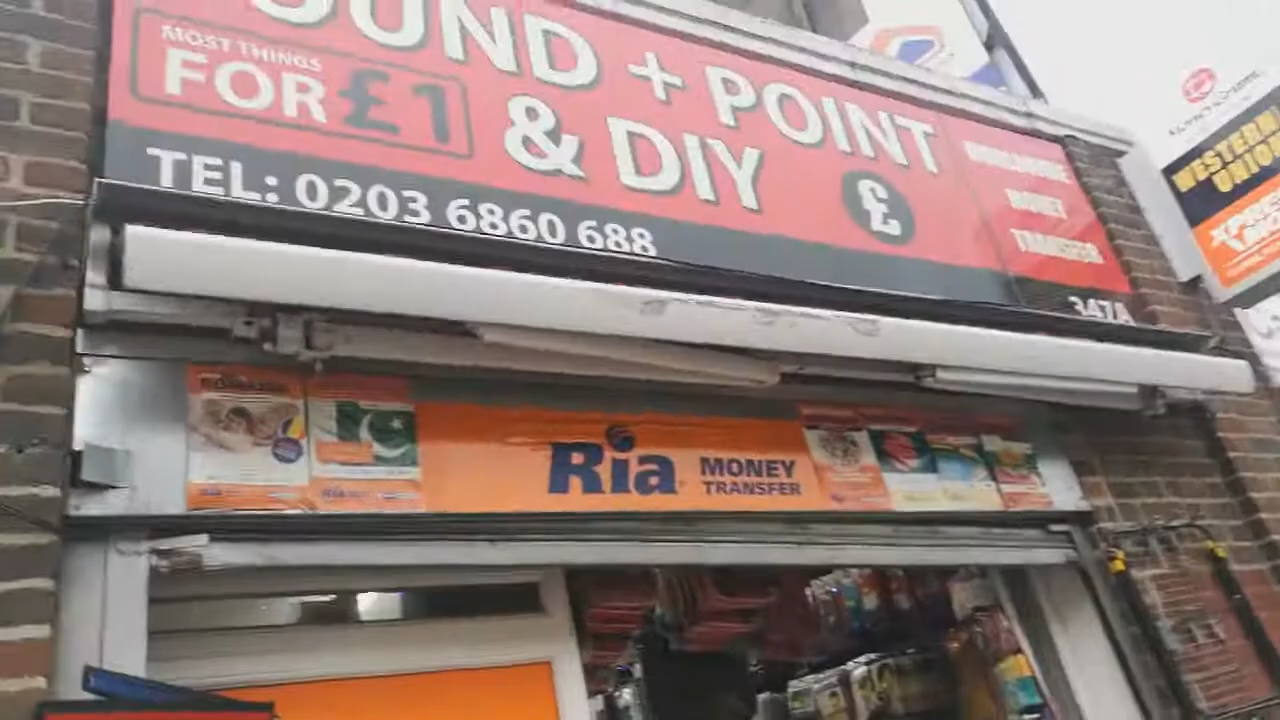 OUND + POINT
MOST THINGS
FOR £1
& DIY
£
TEL: 0203 6860 688
MONEY
TRANSFER
347A
WESTERN
UNION
Ria MONEY
TRANSFER